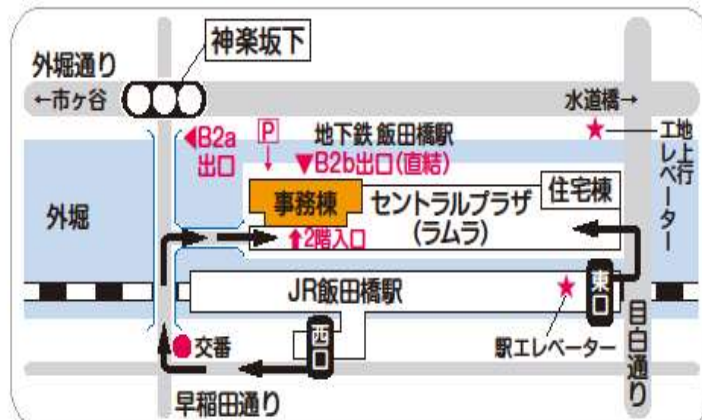 神楽坂下
外堀通り
←市ヶ谷
水道橋→
◀B2a
出口
P
地下鉄 飯田橋駅
▼B2b出口(直結)
地上行
エレベーター
事務棟
セントラルプラザ
(ラムラ)
住宅棟
外堀
↑2階入口
JR飯田橋駅
東口
西口
交番
駅エレベーター
目白通り
早稲田通り